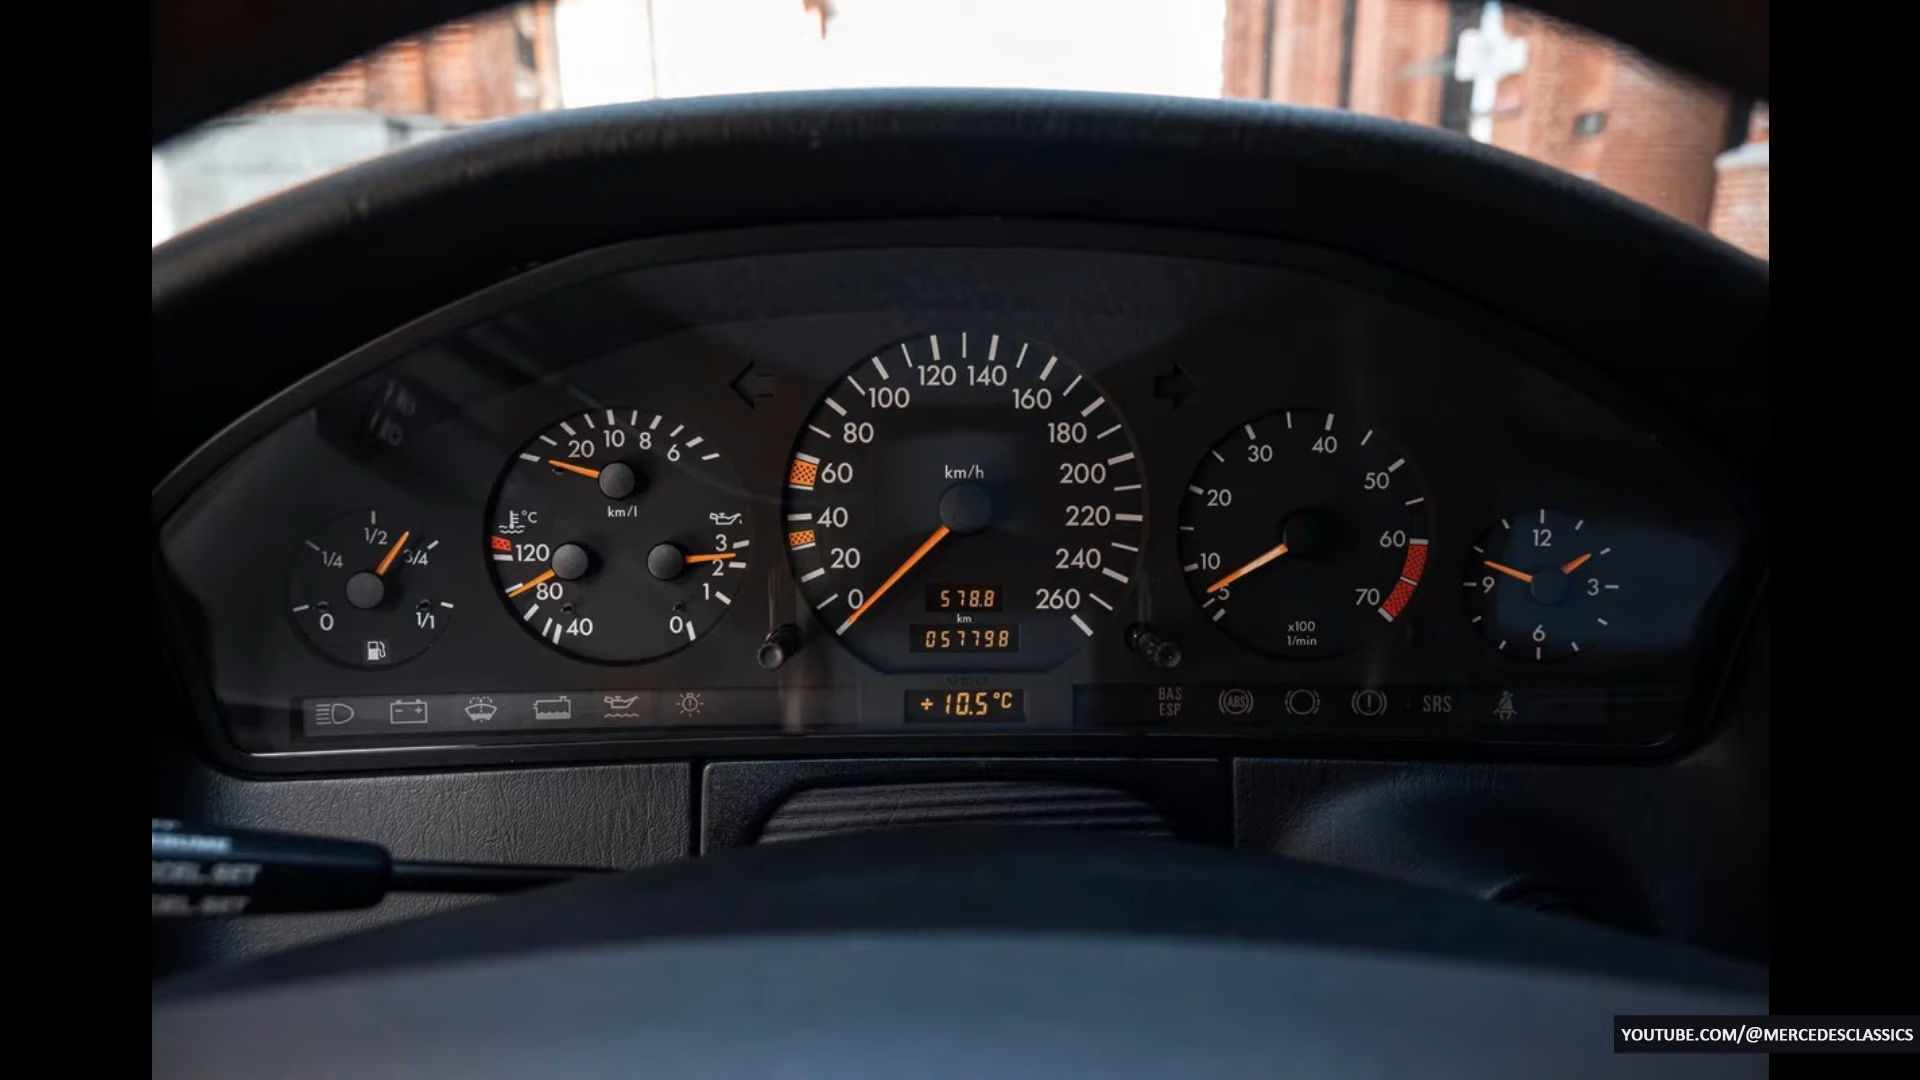 120 140
100 160
80 180
60 200
40 220
20 240
0 260
km/h
578.8
km
057798
+10.5°C
20 10 8 6
km/l
°C
120
80
40
3
2
1
0
1/4 1/2 3/4
0 1/1
5 10 20 30 40 50 60 70
x100
1/min
12
9 3
6
BAS
ESP
ABS
SRS
YOUTUBE.COM/@MERCEDESCLASSICS